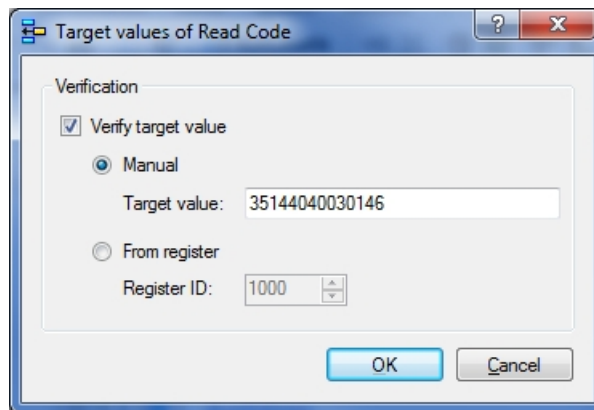 Target values of Read Code
?
Verification
Verify target value
Manual
Target value: 35144040030146
From register
Register ID: 1000
OK Cancel